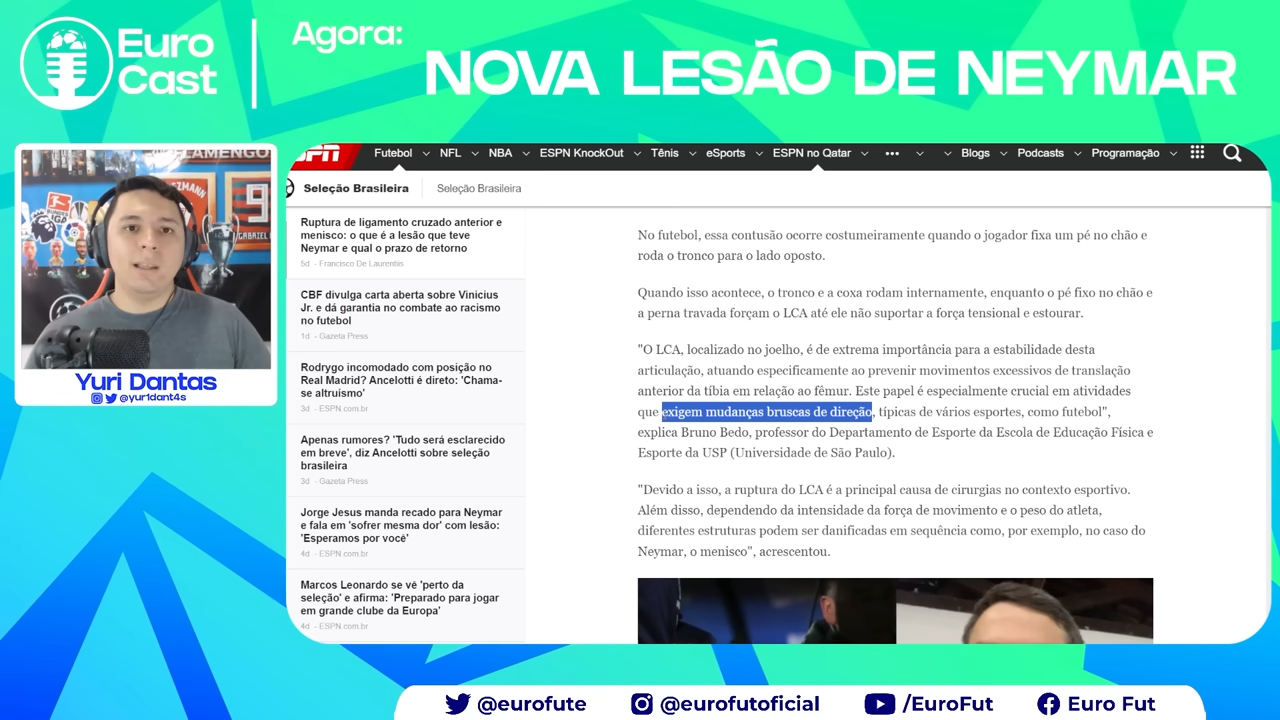 Euro
Cast
Agora:
NOVA LESÃO DE NEYMAR
FLAMENGO
BUNDES
GABRIEL
Yuri Dantas
@yur1dant4s
Futebol
NFL
NBA
ESPN KnockOut
Tênis
eSports
ESPN no Qatar
Blogs
Podcasts
Programação
Seleção Brasileira
Seleção Brasileira
Ruptura de ligamento cruzado anterior e
menisco: o que é a lesão que teve
Neymar e qual o prazo de retorno
5d - Francisco De Laurentiis
CBF divulga carta aberta sobre Vinicius
Jr. e dá garantia no combate ao racismo
no futebol
1d - Gazeta Press
Rodrygo incomodado com posição no
Real Madrid? Ancelotti é direto: 'Chama-
se altruísmo'
3d - ESPN.com.br
Apenas rumores? 'Tudo será esclarecido
em breve', diz Ancelotti sobre seleção
brasileira
3d - Gazeta Press
Jorge Jesus manda recado para Neymar
e fala em 'sofrer mesma dor' com lesão:
'Esperamos por você'
4d - ESPN.com.br
Marcos Leonardo se vê 'perto da
seleção' e afirma: 'Preparado para jogar
em grande clube da Europa'
4d - ESPN.com.br
No futebol, essa contusão ocorre costumeiramente quando o jogador fixa um pé no chão e
roda o tronco para o lado oposto.
Quando isso acontece, o tronco e a coxa rodam internamente, enquanto o pé fixo no chão e
a perna travada forçam o LCA até ele não suportar a força tensional e estourar.
"O LCA, localizado no joelho, é de extrema importância para a estabilidade desta
articulação, atuando especificamente ao prevenir movimentos excessivos de translação
anterior da tíbia em relação ao fêmur. Este papel é especialmente crucial em atividades
que exigem mudanças bruscas de direção, típicas de vários esportes, como futebol",
explica Bruno Bedo, professor do Departamento de Esporte da Escola de Educação Física e
Esporte da USP (Universidade de São Paulo).
"Devido a isso, a ruptura do LCA é a principal causa de cirurgias no contexto esportivo.
Além disso, dependendo da intensidade da força de movimento e o peso do atleta,
diferentes estruturas podem ser danificadas em sequência como, por exemplo, no caso do
Neymar, o menisco", acrescentou.
@eurofute
@eurofutoficial
/EuroFut
Euro Fut